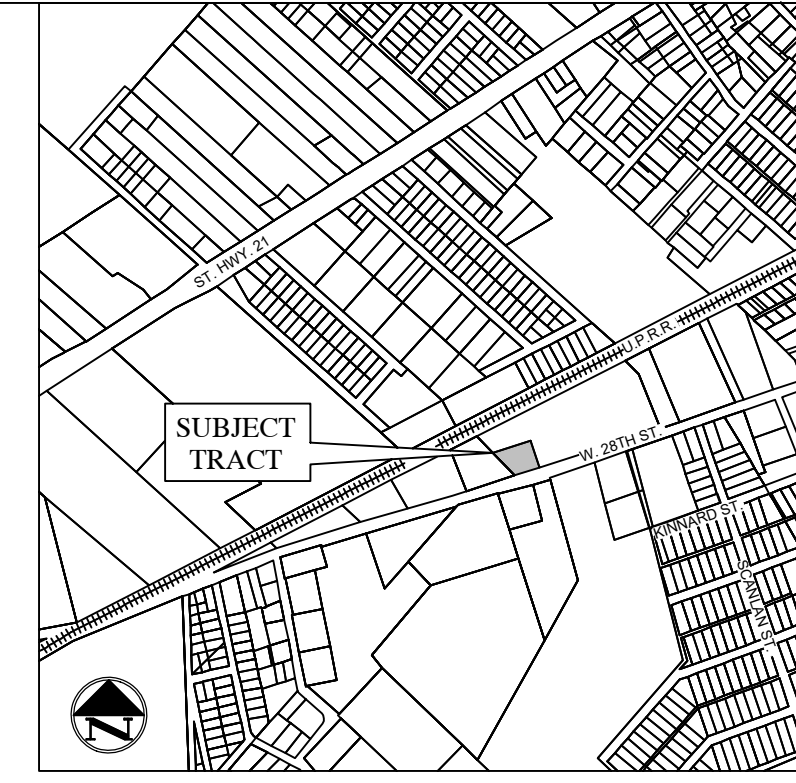 ST. HWY. 21
U.P.R.R.
SUBJECT
TRACT
W. 28TH ST.
KINNARD ST.
SCANLAN ST.
N